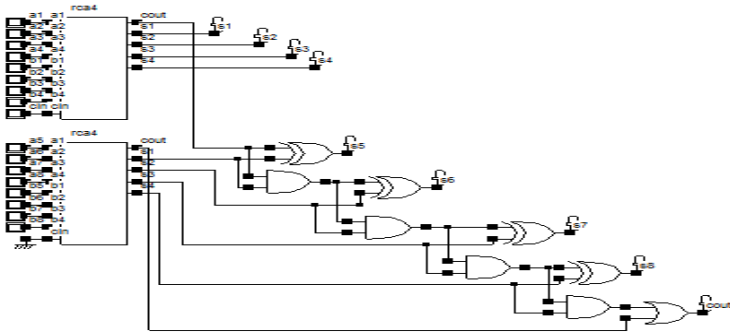 rca4
a1 a1 cout
a2 a2 s1 s1
a3 a3 s2 s2
a4 a4 s3 s3
b1 b1 s4 s4
b2 b2
b3 b3
b4 b4
cin cin
rca4
a5 a1 cout
a6 a2 s1 s5
a7 a3 s2
a8 a4 s3 s6
b5 b1 s4
b6 b2
b7 b3 s7
b8 b4
cin
s8
cout